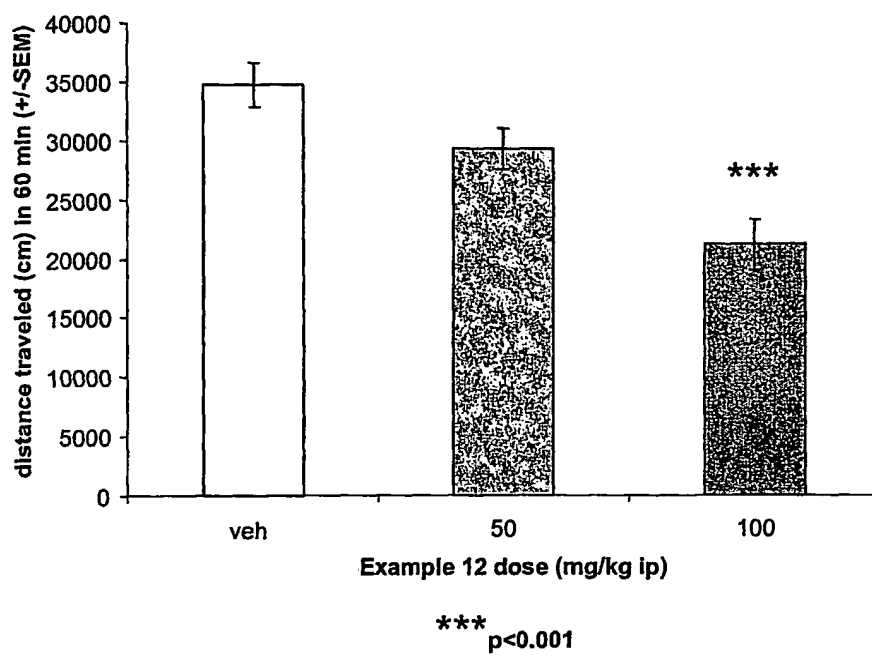 distance traveled (cm) in 60 min (+/-SEM)
40000
35000
30000
25000
20000
15000
10000
5000
0
***
veh 50 100
Example 12 dose (mg/kg ip)
***p<0.001